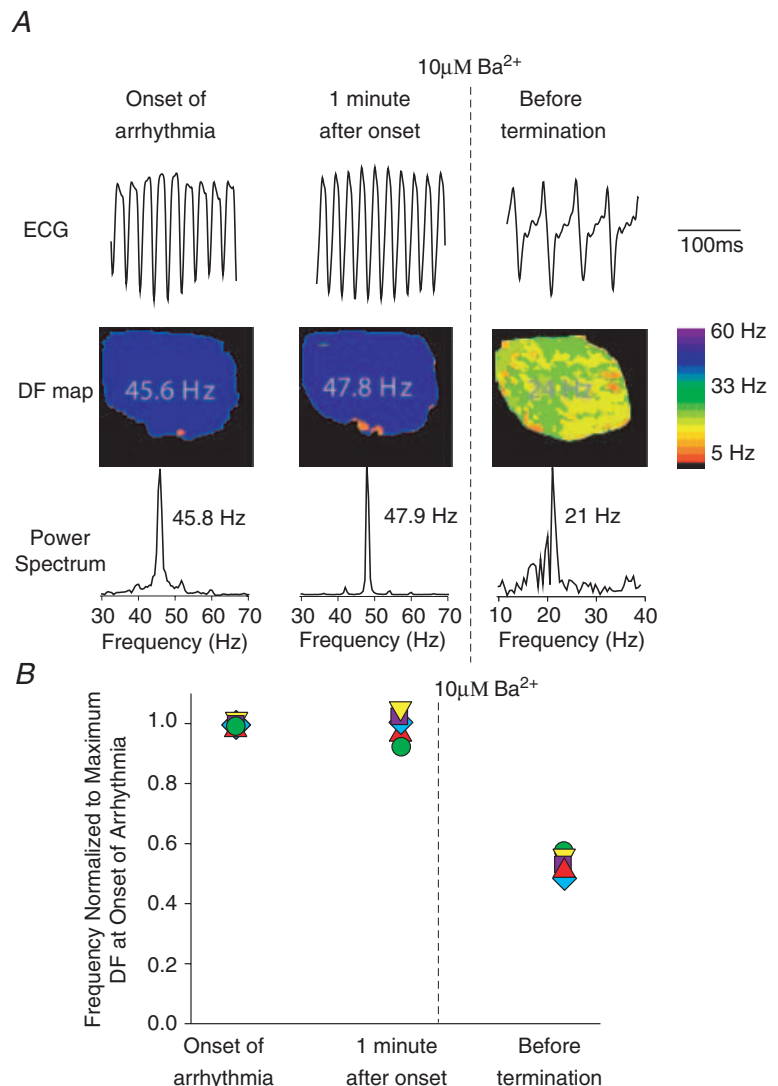 A
10µM Ba²⁺
Onset of
arrhythmia
1 minute
after onset
Before
termination
ECG
100ms
DF map
45.6 Hz
47.8 Hz
24 Hz
60 Hz
33 Hz
5 Hz
Power
Spectrum
45.8 Hz
47.9 Hz
21 Hz
30 40 50 60 70
30 40 50 60 70
10 20 30 40
Frequency (Hz)
Frequency (Hz)
Frequency (Hz)
B
10µM Ba²⁺
Frequency Normalized to Maximum
DF at Onset of Arrhythmia
1.0
0.8
0.6
0.4
0.2
0.0
Onset of
arrhythmia
1 minute
after onset
Before
termination